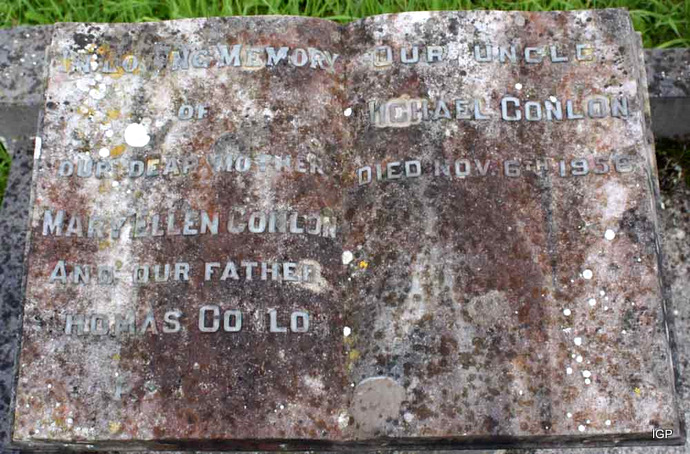 IN LOVING MEMORY
OF
OUR DEAR MOTHER
MARY ELLEN CONLON
AND OUR FATHER
THOMAS CONLON
OUR UNCLE
MICHAEL CONLON
DIED NOV. 6TH 1956
IGP